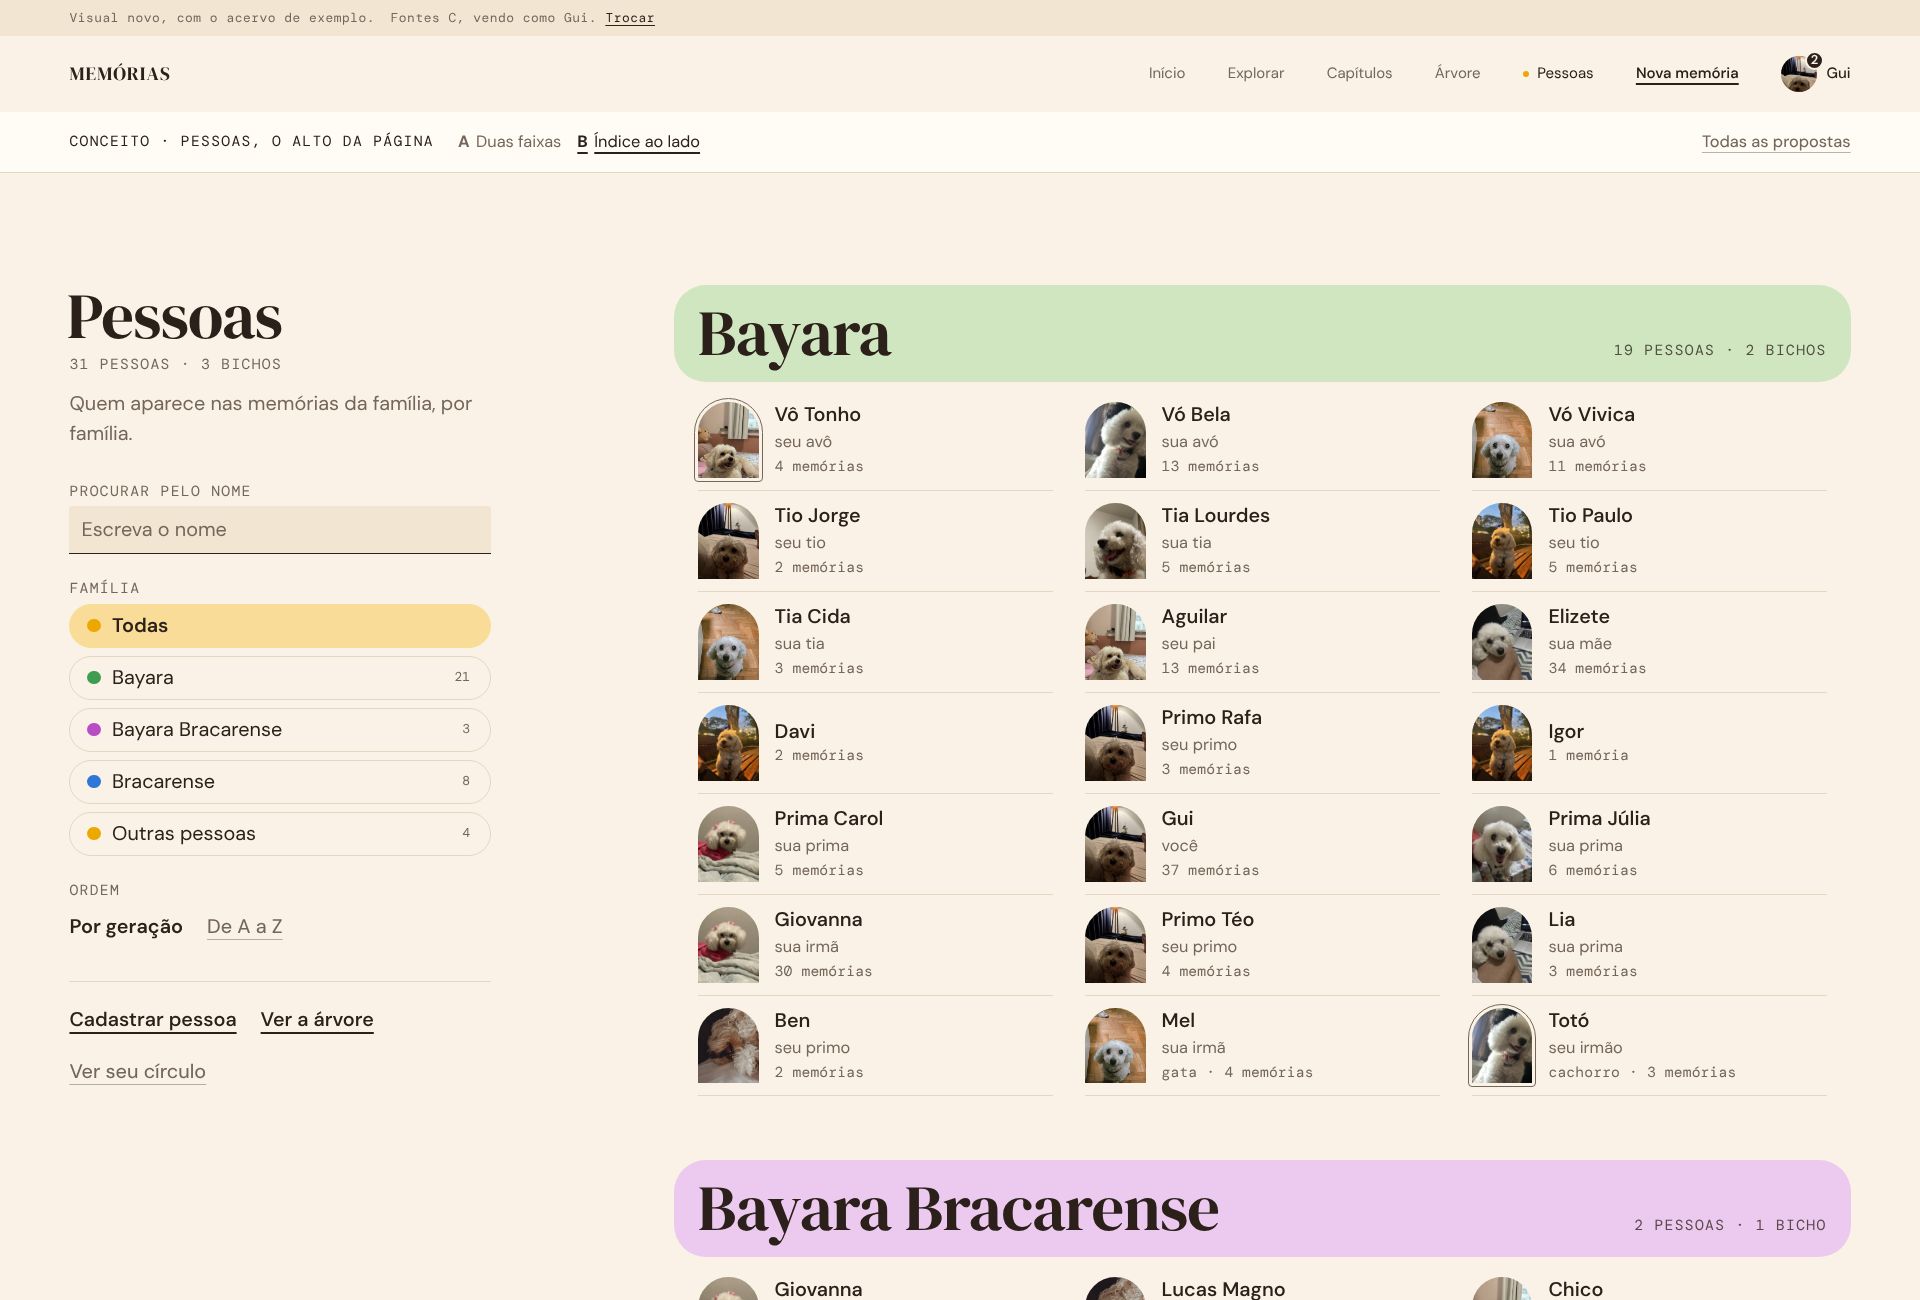 Visual novo, com o acervo de exemplo. Fontes C, vendo como Gui. Trocar
MEMÓRIAS
Início Explorar Capítulos Árvore Pessoas Nova memória 2 Gui
CONCEITO · PESSOAS, O ALTO DA PÁGINA A Duas faixas B Índice ao lado Todas as propostas
Pessoas
31 PESSOAS · 3 BICHOS
Quem aparece nas memórias da família, por
família.
PROCURAR PELO NOME
Escreva o nome
FAMÍLIA
Todas
Bayara 21
Bayara Bracarense 3
Bracarense 8
Outras pessoas 4
ORDEM
Por geração De A a Z
Cadastrar pessoa Ver a árvore
Ver seu círculo
Bayara
19 PESSOAS · 2 BICHOS
Vô Tonho
seu avô
4 memórias
Vó Bela
sua avó
13 memórias
Vó Vivica
sua avó
11 memórias
Tio Jorge
seu tio
2 memórias
Tia Lourdes
sua tia
5 memórias
Tio Paulo
seu tio
5 memórias
Tia Cida
sua tia
3 memórias
Aguilar
seu pai
13 memórias
Elizete
sua mãe
34 memórias
Davi
2 memórias
Primo Rafa
seu primo
3 memórias
Igor
1 memória
Prima Carol
sua prima
5 memórias
Gui
você
37 memórias
Prima Júlia
sua prima
6 memórias
Giovanna
sua irmã
30 memórias
Primo Téo
seu primo
4 memórias
Lia
sua prima
3 memórias
Ben
seu primo
2 memórias
Mel
sua irmã
gata · 4 memórias
Totó
seu irmão
cachorro · 3 memórias
Bayara Bracarense
2 PESSOAS · 1 BICHO
Giovanna
Lucas Magno
Chico